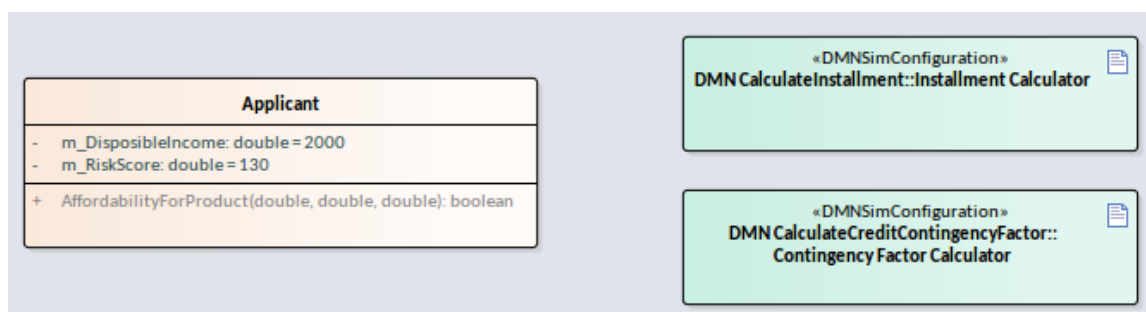 Applicant
- m_DisposibleIncome: double = 2000
- m_RiskScore: double = 130
+ AffordabilityForProduct(double, double, double): boolean
«DMNSimConfiguration»
DMN CalculateInstallment::Installment Calculator
«DMNSimConfiguration»
DMN CalculateCreditContingencyFactor::
Contingency Factor Calculator